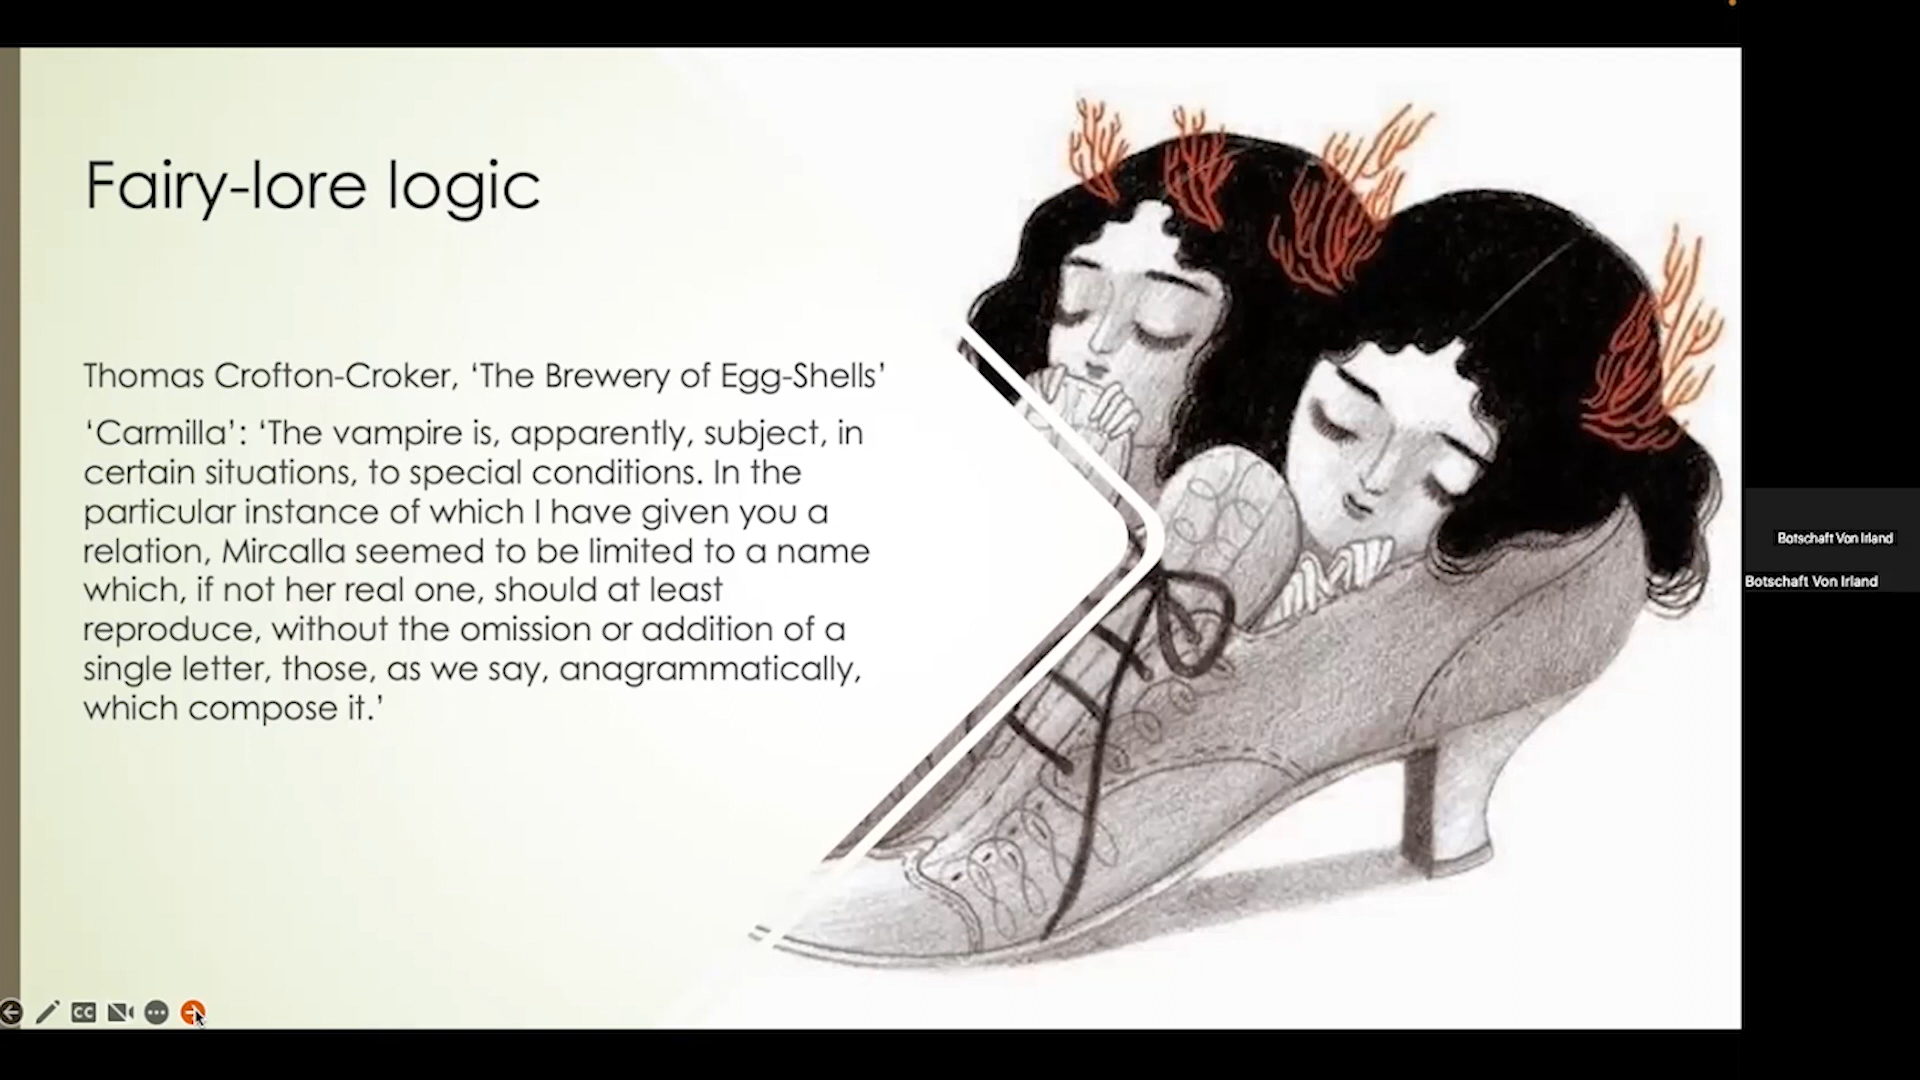 Fairy-lore logic
Thomas Crofton-Croker, ‘The Brewery of Egg-Shells’
‘Carmilla’: ‘The vampire is, apparently, subject, in
certain situations, to special conditions. In the
particular instance of which I have given you a
relation, Mircalla seemed to be limited to a name
which, if not her real one, should at least
reproduce, without the omission or addition of a
single letter, those, as we say, anagrammatically,
which compose it.’
Botschaft Von Irland
Botschaft Von Irland
CC